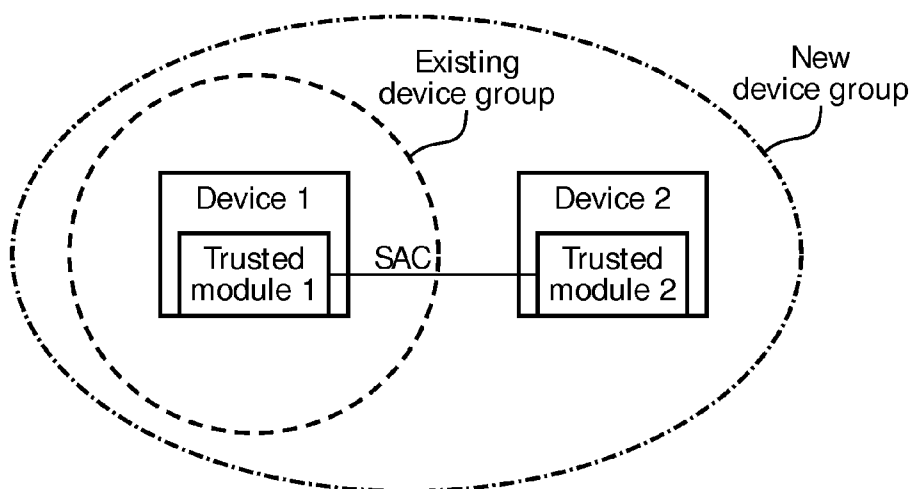 Existing
device group
New
device group
Device 1
Trusted
module 1
SAC
Device 2
Trusted
module 2